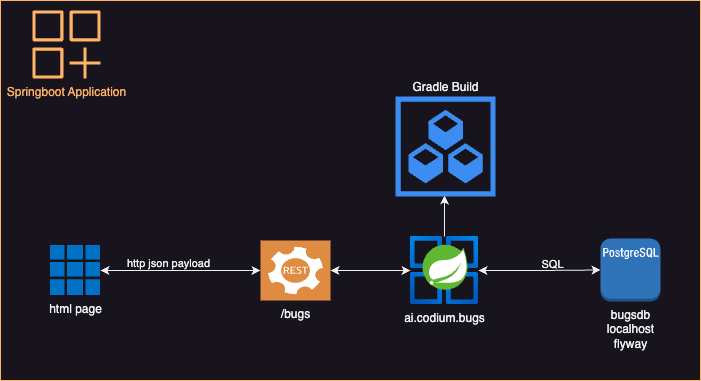 Springboot Application
Gradle Build
http json payload
REST
SQL
PostgreSQL
html page
/bugs
ai.codium.bugs
bugsdb
localhost
flyway